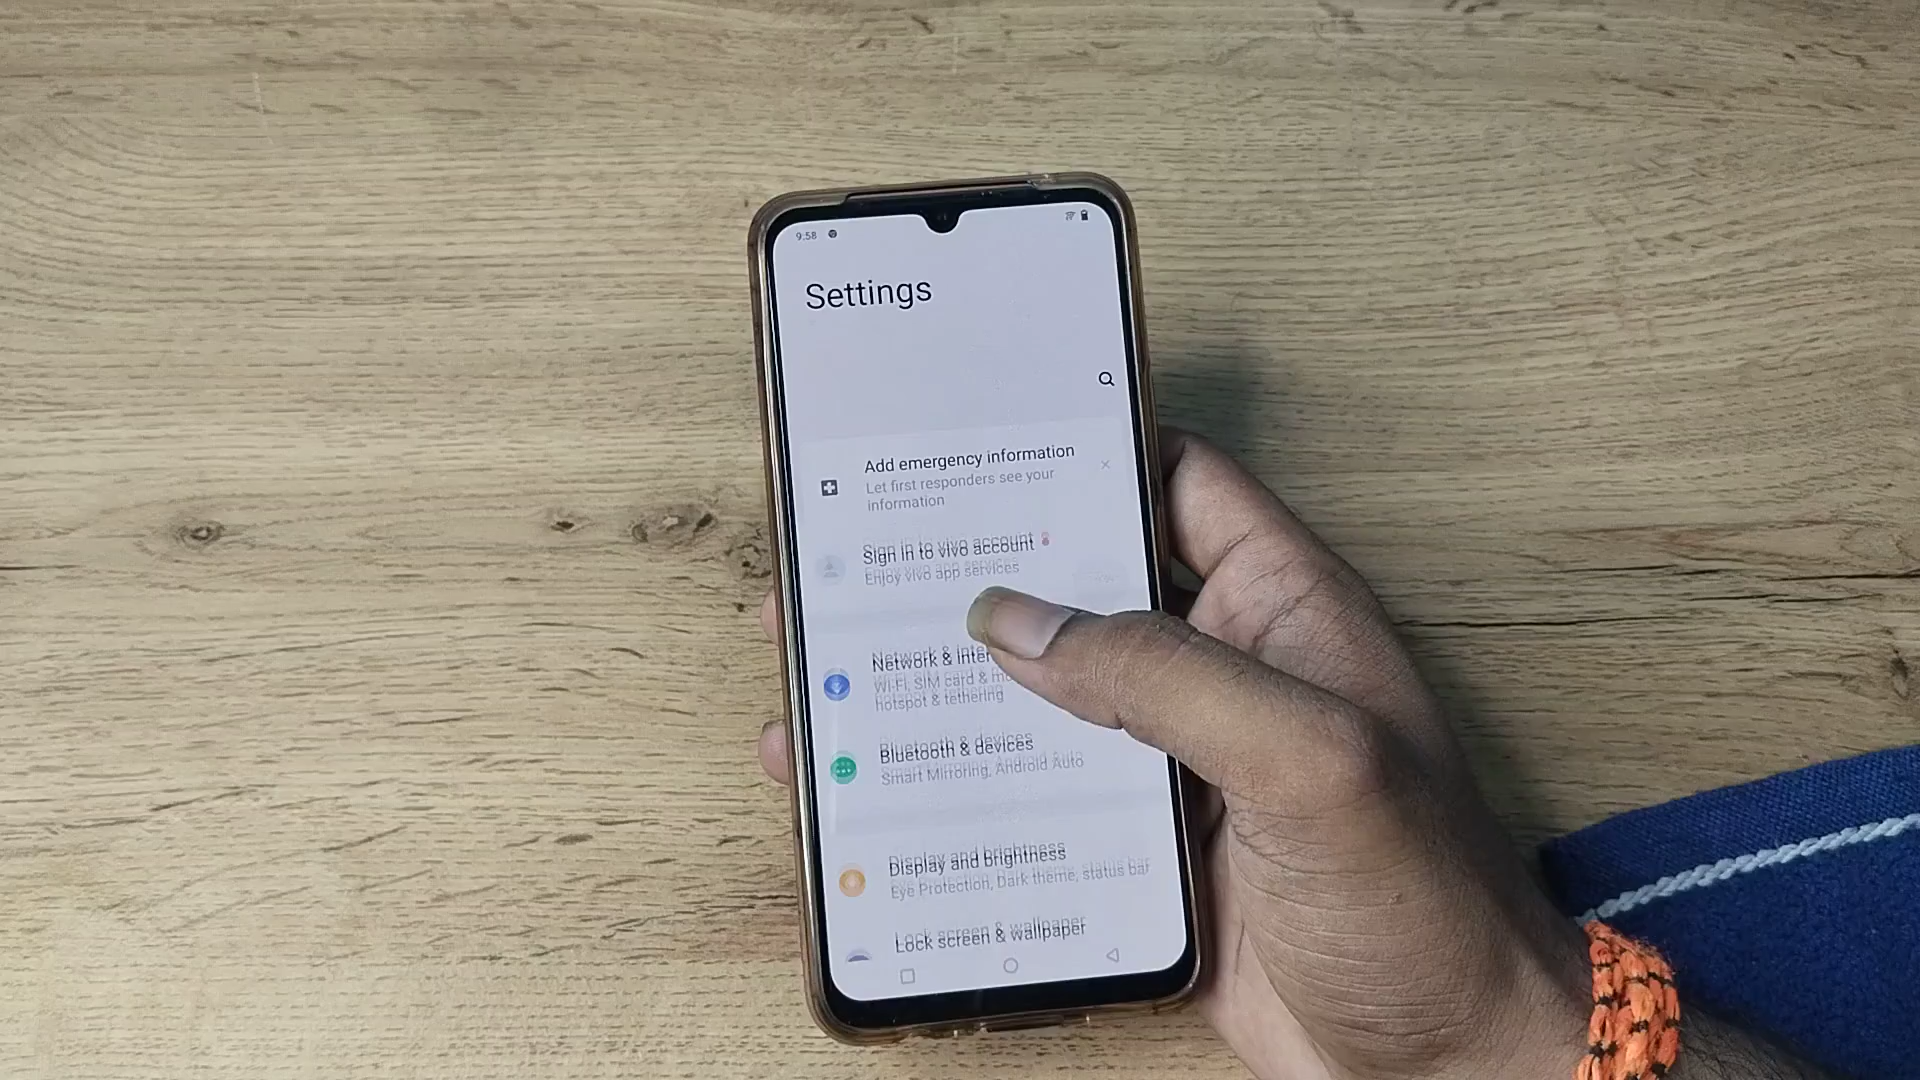 9:58
Settings
Add emergency information
Let first responders see your
information
Sign in to vivo account
Enjoy vivo app services
Network & inter
Wi-Fi, SIM card & mo
hotspot & tethering
Bluetooth & devices
Smart Mirroring, Android Auto
Display and brightness
Eye Protection, Dark theme, status bar
Lock screen & wallpaper